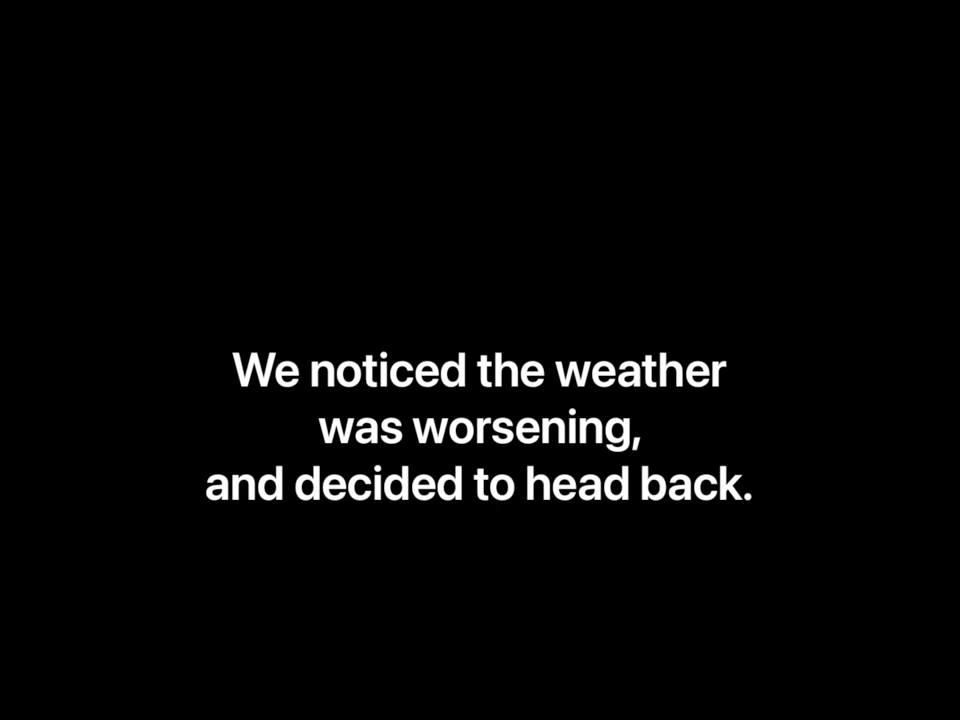 We noticed the weather
was worsening,
and decided to head back.